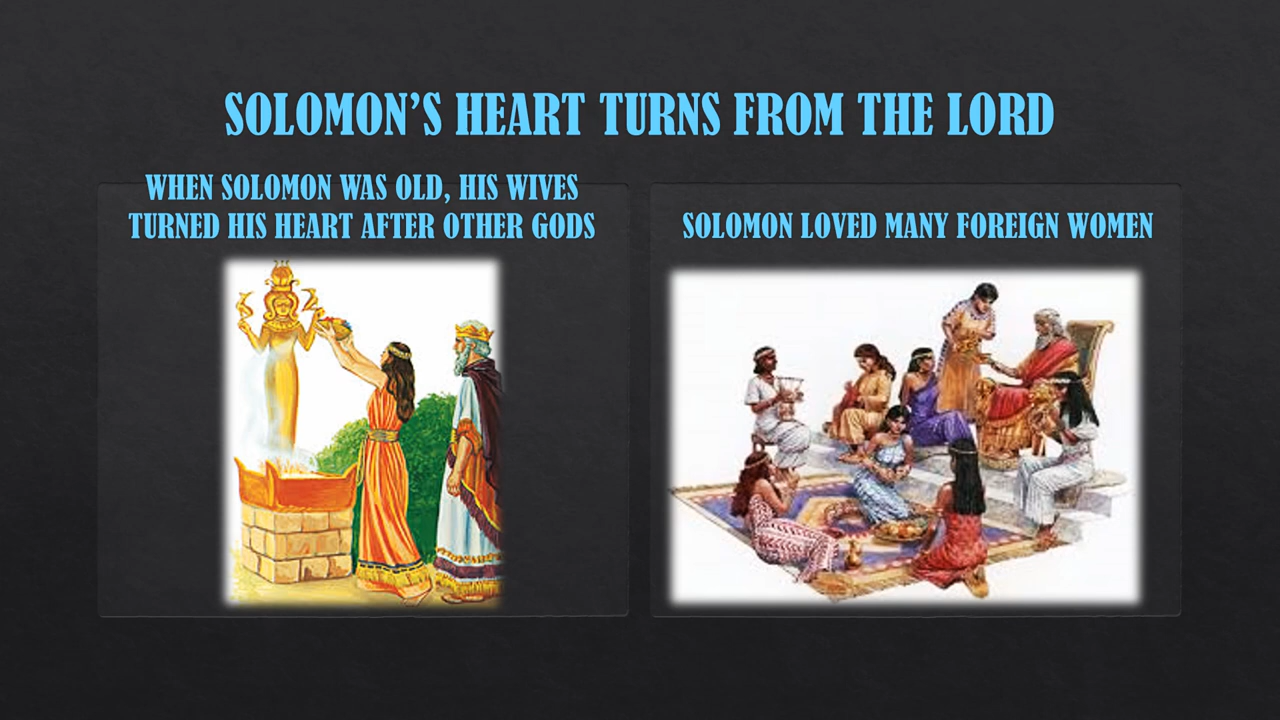 SOLOMON'S HEART TURNS FROM THE LORD
WHEN SOLOMON WAS OLD, HIS WIVES
TURNED HIS HEART AFTER OTHER GODS
SOLOMON LOVED MANY FOREIGN WOMEN